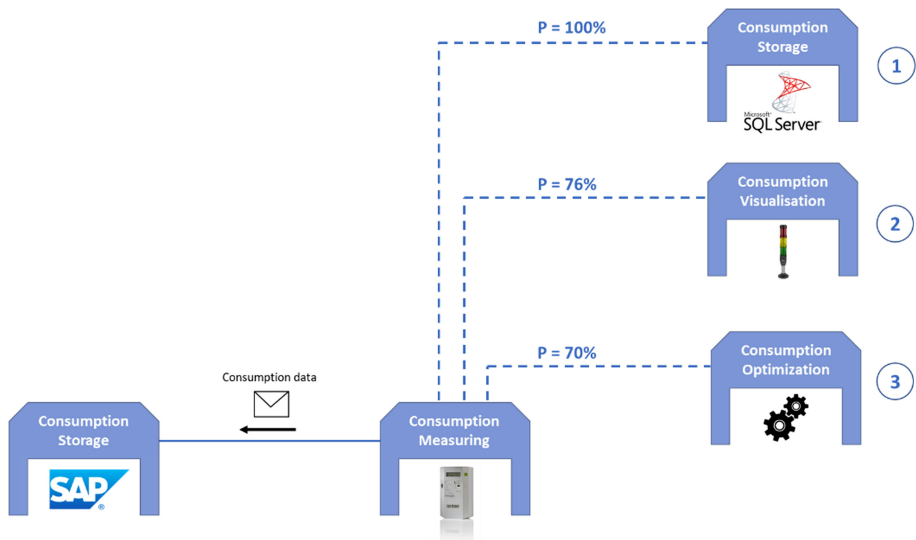 P = 100%
Consumption
Storage
Microsoft
SQL Server
1
P = 76%
Consumption
Visualisation
2
P = 70%
Consumption
Optimization
3
Consumption data
Consumption
Storage
SAP
®
Consumption
Measuring